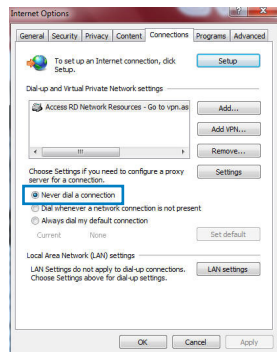 Internet Options
General Security Privacy Content Connections Programs Advanced
To set up an Internet connection, click
Setup.
Setup
Dial-up and Virtual Private Network settings
Access RD Network Resources - Go to vpn.as
Add...
Add VPN...
Remove...
Choose Settings if you need to configure a proxy
server for a connection.
Settings
Never dial a connection
Dial whenever a network connection is not present
Always dial my default connection
Current None
Set default
Local Area Network (LAN) settings
LAN Settings do not apply to dial-up connections.
Choose Settings above for dial-up settings.
LAN settings
OK Cancel Apply